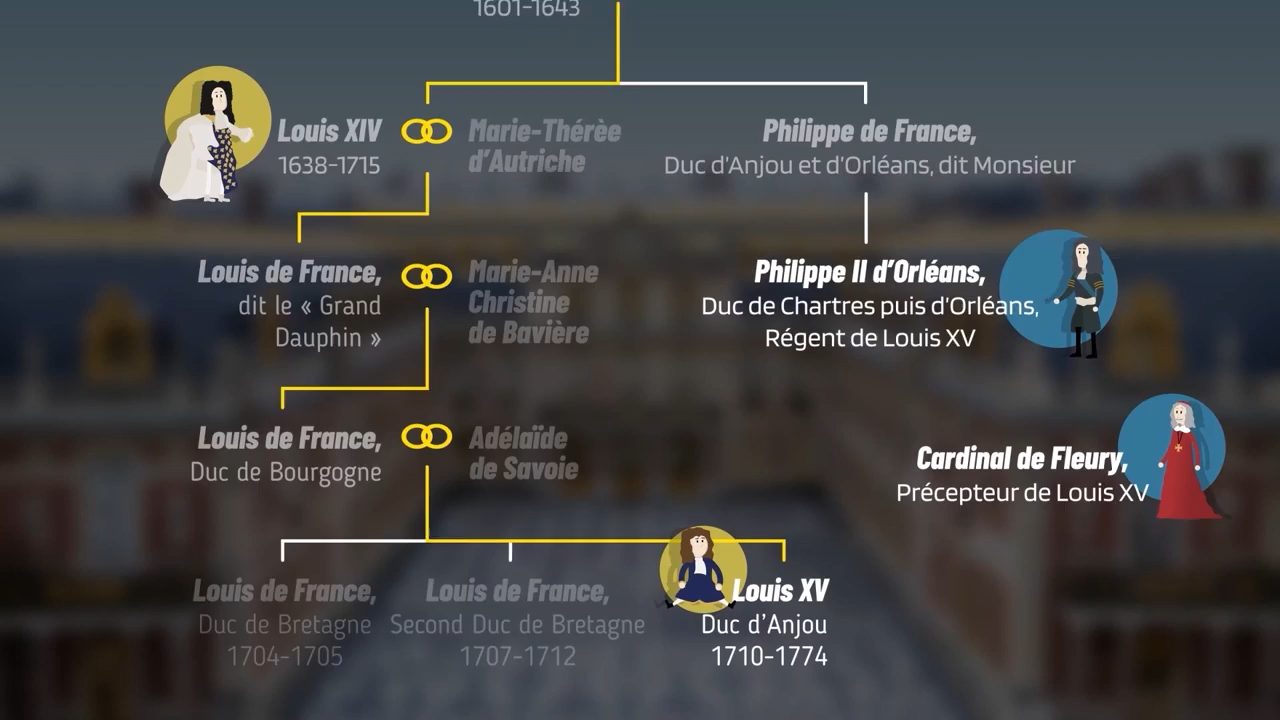 1601-1643
Louis XIV
1638-1715
Marie-Thérèe
d’Autriche
Philippe de France,
Duc d’Anjou et d’Orléans, dit Monsieur
Louis de France,
dit le « Grand
Dauphin »
Marie-Anne
Christine
de Bavière
Philippe II d’Orléans,
Duc de Chartres puis d’Orléans,
Régent de Louis XV
Louis de France,
Duc de Bourgogne
Adélaïde
de Savoie
Cardinal de Fleury,
Précepteur de Louis XV
Louis de France,
Duc de Bretagne
1704-1705
Louis de France,
Second Duc de Bretagne
1707-1712
Louis XV
Duc d’Anjou
1710-1774